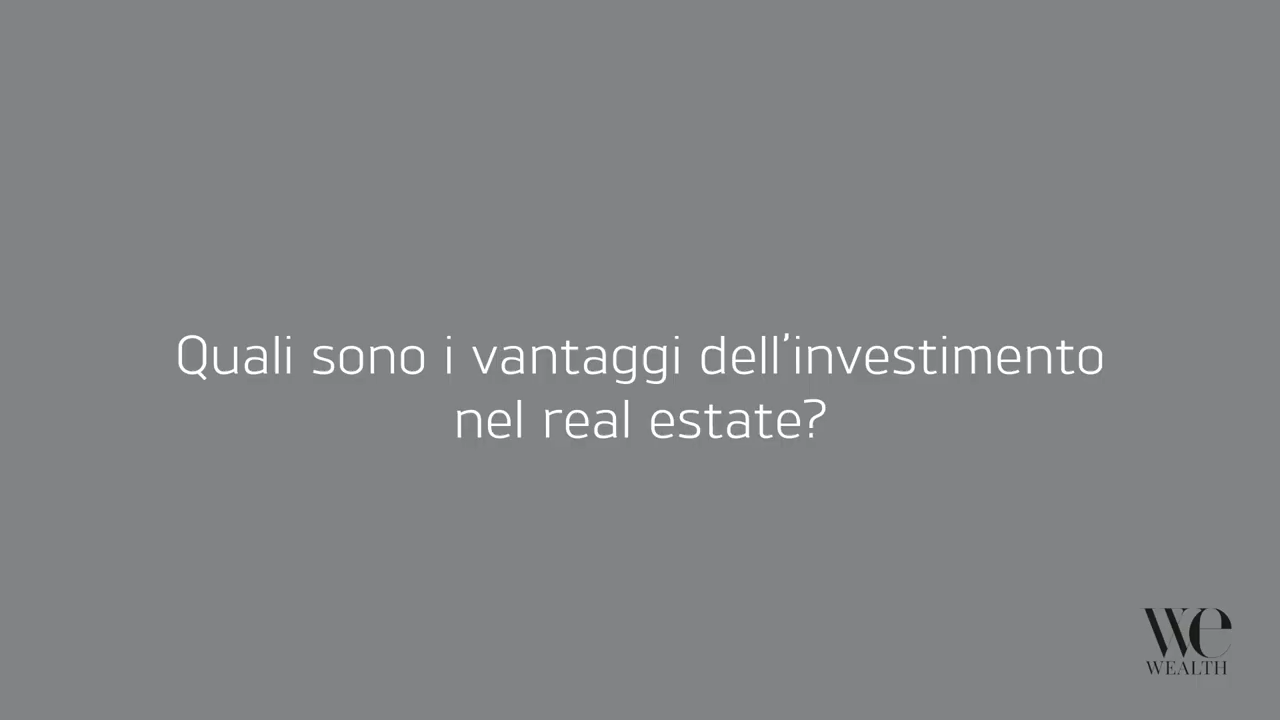 Quali sono i vantaggi dell’investimento
nel real estate?
we
WEALTH